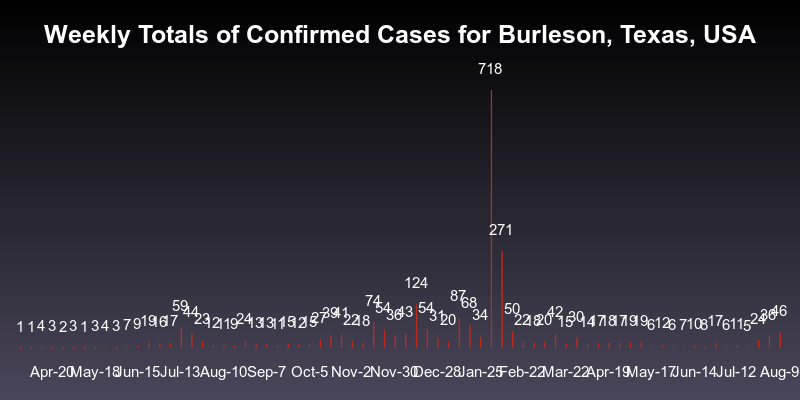 Weekly Totals of Confirmed Cases for Burleson, Texas, USA
1 1 4 3 2 3 1 3 4 3 7 9 19 16 17 59 44 23 12 11 9 24 13 13 11 15 12 15 27 39 41 22 18 74 54 36 43 124 54 31 20 87 68 34 718 271 50 22 18 20 42 15 30 14 17 18 17 19 19 6 12 6 7 10 8 17 6 11 5 24 36 46
Apr-20 May-18 Jun-15 Jul-13 Aug-10 Sep-7 Oct-5 Nov-2 Nov-30 Dec-28 Jan-25 Feb-22 Mar-22 Apr-19 May-17 Jun-14 Jul-12 Aug-9